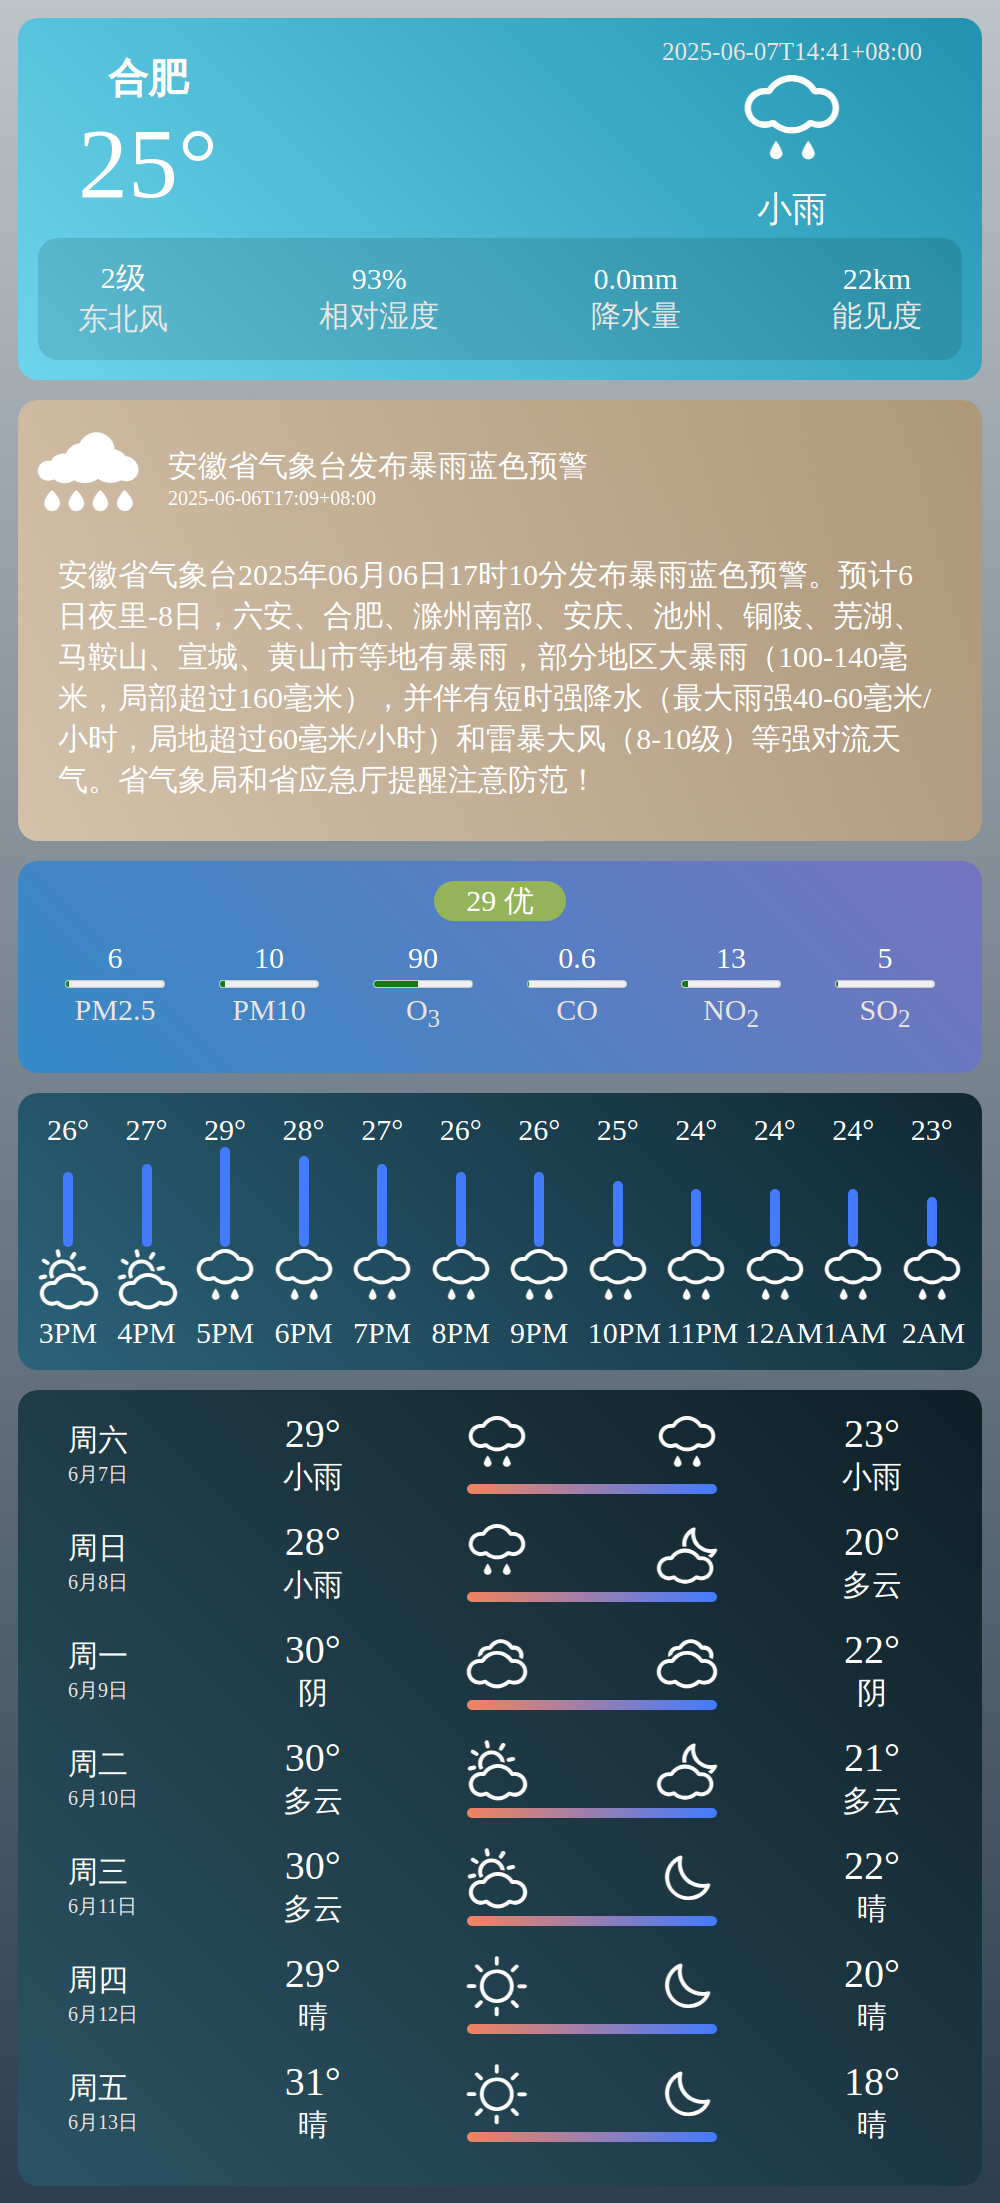 2025-06-07T14:41+08:00
合肥
25°
小雨
2级 93% 0.0mm 22km
东北风 相对湿度 降水量 能见度
安徽省气象台发布暴雨蓝色预警
2025-06-06T17:09+08:00
安徽省气象台2025年06月06日17时10分发布暴雨蓝色预警。预计6
日夜里-8日，六安、合肥、滁州南部、安庆、池州、铜陵、芜湖、
马鞍山、宣城、黄山市等地有暴雨，部分地区大暴雨（100-140毫
米，局部超过160毫米），并伴有短时强降水（最大雨强40-60毫米/
小时，局地超过60毫米/小时）和雷暴大风（8-10级）等强对流天
气。省气象局和省应急厅提醒注意防范！
29 优
6 10 90 0.6 13 5
PM2.5 PM10 O3 CO NO2 SO2
26° 27° 29° 28° 27° 26° 26° 25° 24° 24° 24° 23°
3PM 4PM 5PM 6PM 7PM 8PM 9PM 10PM 11PM 12AM 1AM 2AM
周六 29° 23°
6月7日 小雨 小雨
周日 28° 20°
6月8日 小雨 多云
周一 30° 22°
6月9日 阴 阴
周二 30° 21°
6月10日 多云 多云
周三 30° 22°
6月11日 多云 晴
周四 29° 20°
6月12日 晴 晴
周五 31° 18°
6月13日 晴 晴